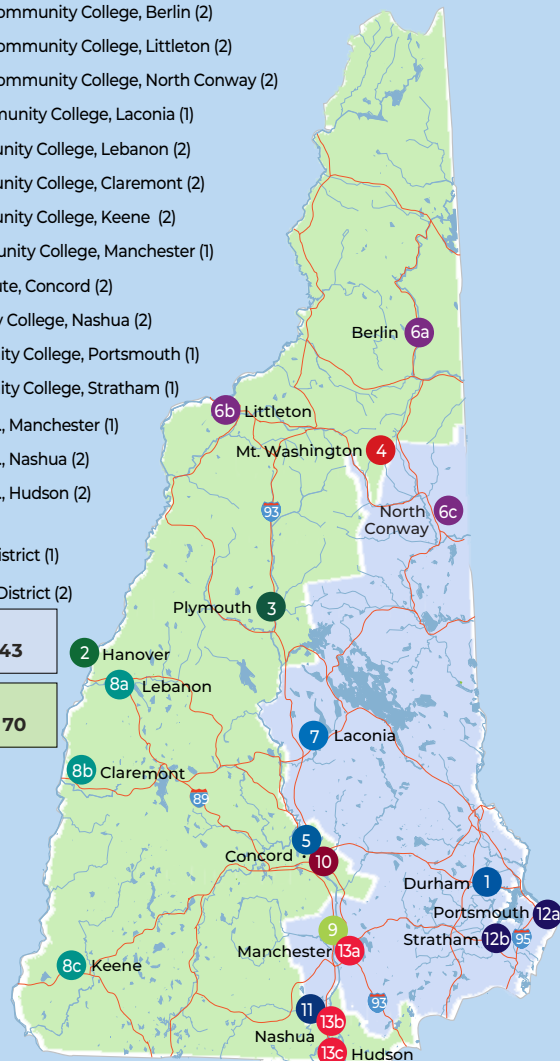 ommunity College, Berlin (2)
ommunity College, Littleton (2)
ommunity College, North Conway (2)
munity College, Laconia (1)
unity College, Lebanon (2)
unity College, Claremont (2)
unity College, Keene (2)
unity College, Manchester (1)
ute, Concord (2)
y College, Nashua (2)
ity College, Portsmouth (1)
ity College, Stratham (1)
., Manchester (1)
., Nashua (2)
., Hudson (2)
istrict (1)
District (2)
43
70
Berlin 6a
6b Littleton
Mt. Washington 4
93
North
Conway
6c
Plymouth 3
2 Hanover
8a Lebanon
7 Laconia
8b Claremont
89
5
Concord
10
Durham 1
Portsmouth 12a
9
Stratham 12b 95
Manchester 13a
8c Keene
93
11
13b
Nashua
13c Hudson